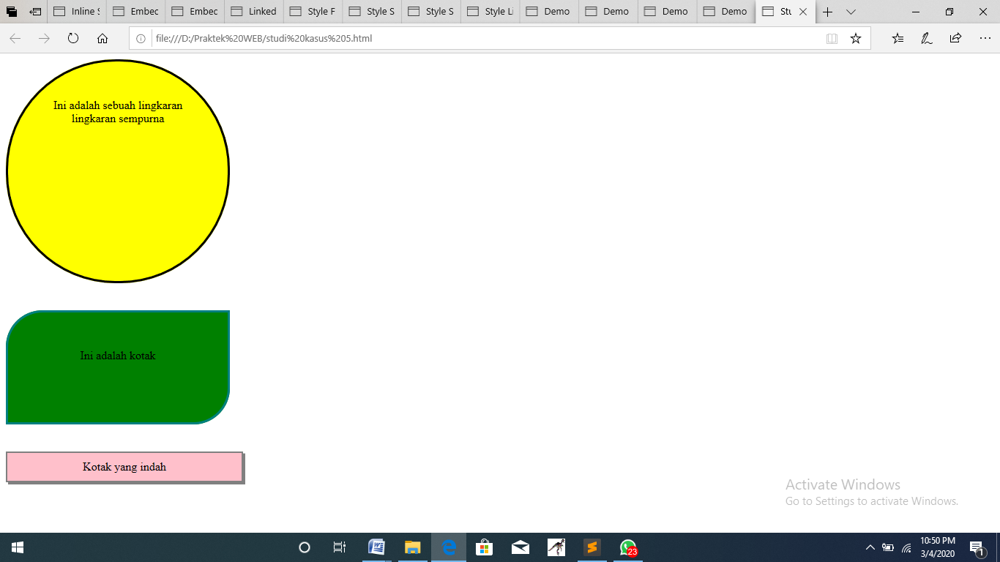 Inline S
Embec
Embec
Linked
Style F
Style S
Style S
Style Li
Demo
Demo
Demo
Demo
Stu
file:///D:/Praktek%20WEB/studi%20kasus%205.html
Ini adalah sebuah lingkaran
lingkaran sempurna
Ini adalah kotak
Kotak yang indah
Activate Windows
Go to Settings to activate Windows.
23
10:50 PM
3/4/2020
1